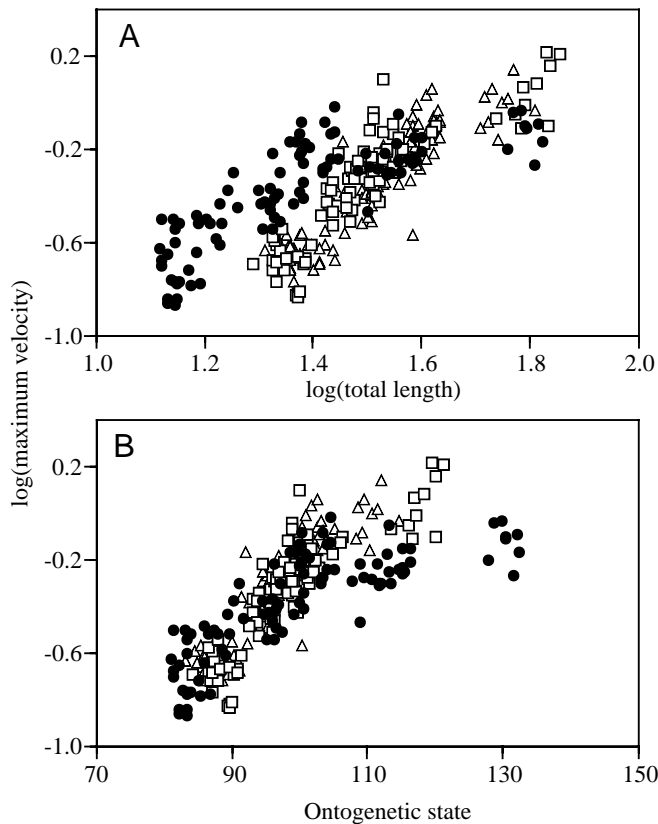 A
0.2
-0.2
-0.6
-1.0
1.0 1.2 1.4 1.6 1.8 2.0
log(total length)
log(maximum velocity)
B
0.2
-0.2
-0.6
-1.0
70 90 110 130 150
Ontogenetic state